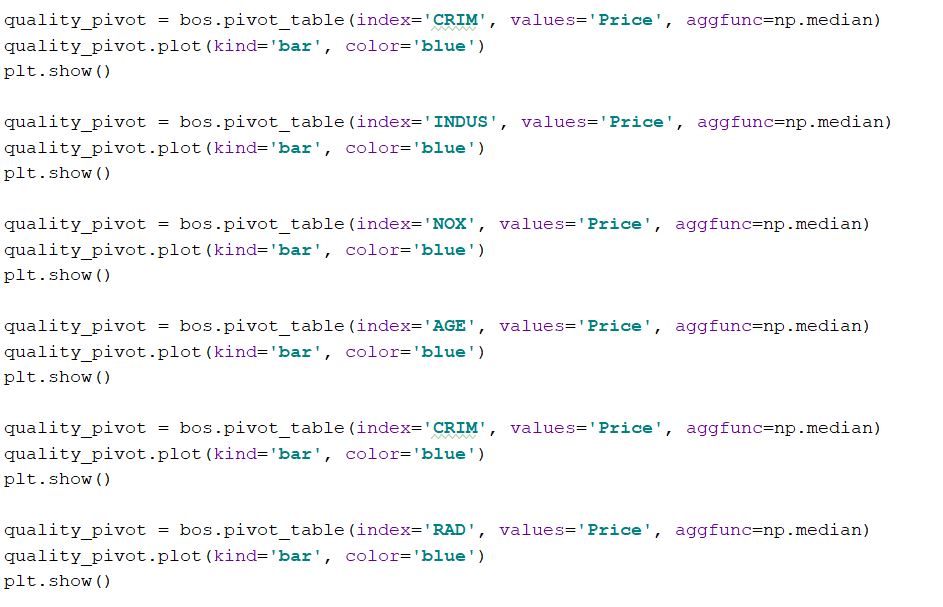 quality_pivot = bos.pivot_table(index='CRIM', values='Price', aggfunc=np.median)
quality_pivot.plot(kind='bar', color='blue')
plt.show()

quality_pivot = bos.pivot_table(index='INDUS', values='Price', aggfunc=np.median)
quality_pivot.plot(kind='bar', color='blue')
plt.show()

quality_pivot = bos.pivot_table(index='NOX', values='Price', aggfunc=np.median)
quality_pivot.plot(kind='bar', color='blue')
plt.show()

quality_pivot = bos.pivot_table(index='AGE', values='Price', aggfunc=np.median)
quality_pivot.plot(kind='bar', color='blue')
plt.show()

quality_pivot = bos.pivot_table(index='CRIM', values='Price', aggfunc=np.median)
quality_pivot.plot(kind='bar', color='blue')
plt.show()

quality_pivot = bos.pivot_table(index='RAD', values='Price', aggfunc=np.median)
quality_pivot.plot(kind='bar', color='blue')
plt.show()